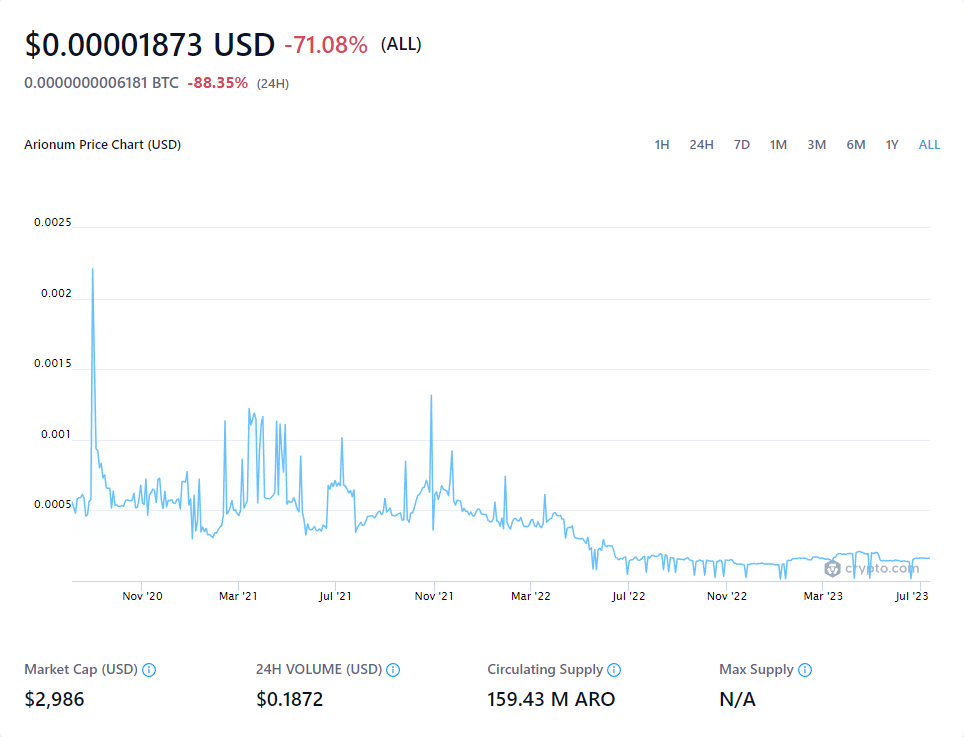 $0.00001873 USD -71.08% (ALL)
0.0000000006181 BTC -88.35% (24H)
Arionum Price Chart (USD) 1H 24H 7D 1M 3M 6M 1Y ALL
0.0025
0.002
0.0015
0.001
0.0005
crypto.com
Nov '20 Mar '21 Jul '21 Nov '21 Mar '22 Jul '22 Nov '22 Mar '23 Jul '23
Market Cap (USD) 24H VOLUME (USD) Circulating Supply Max Supply
$2,986 $0.1872 159.43 M ARO N/A